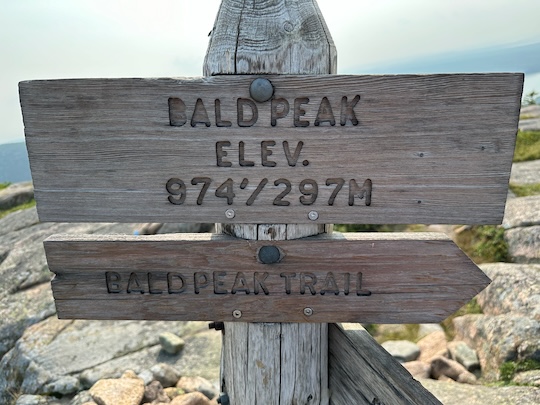 BALD PEAK
ELEV.
974'/297M
BALD PEAK TRAIL